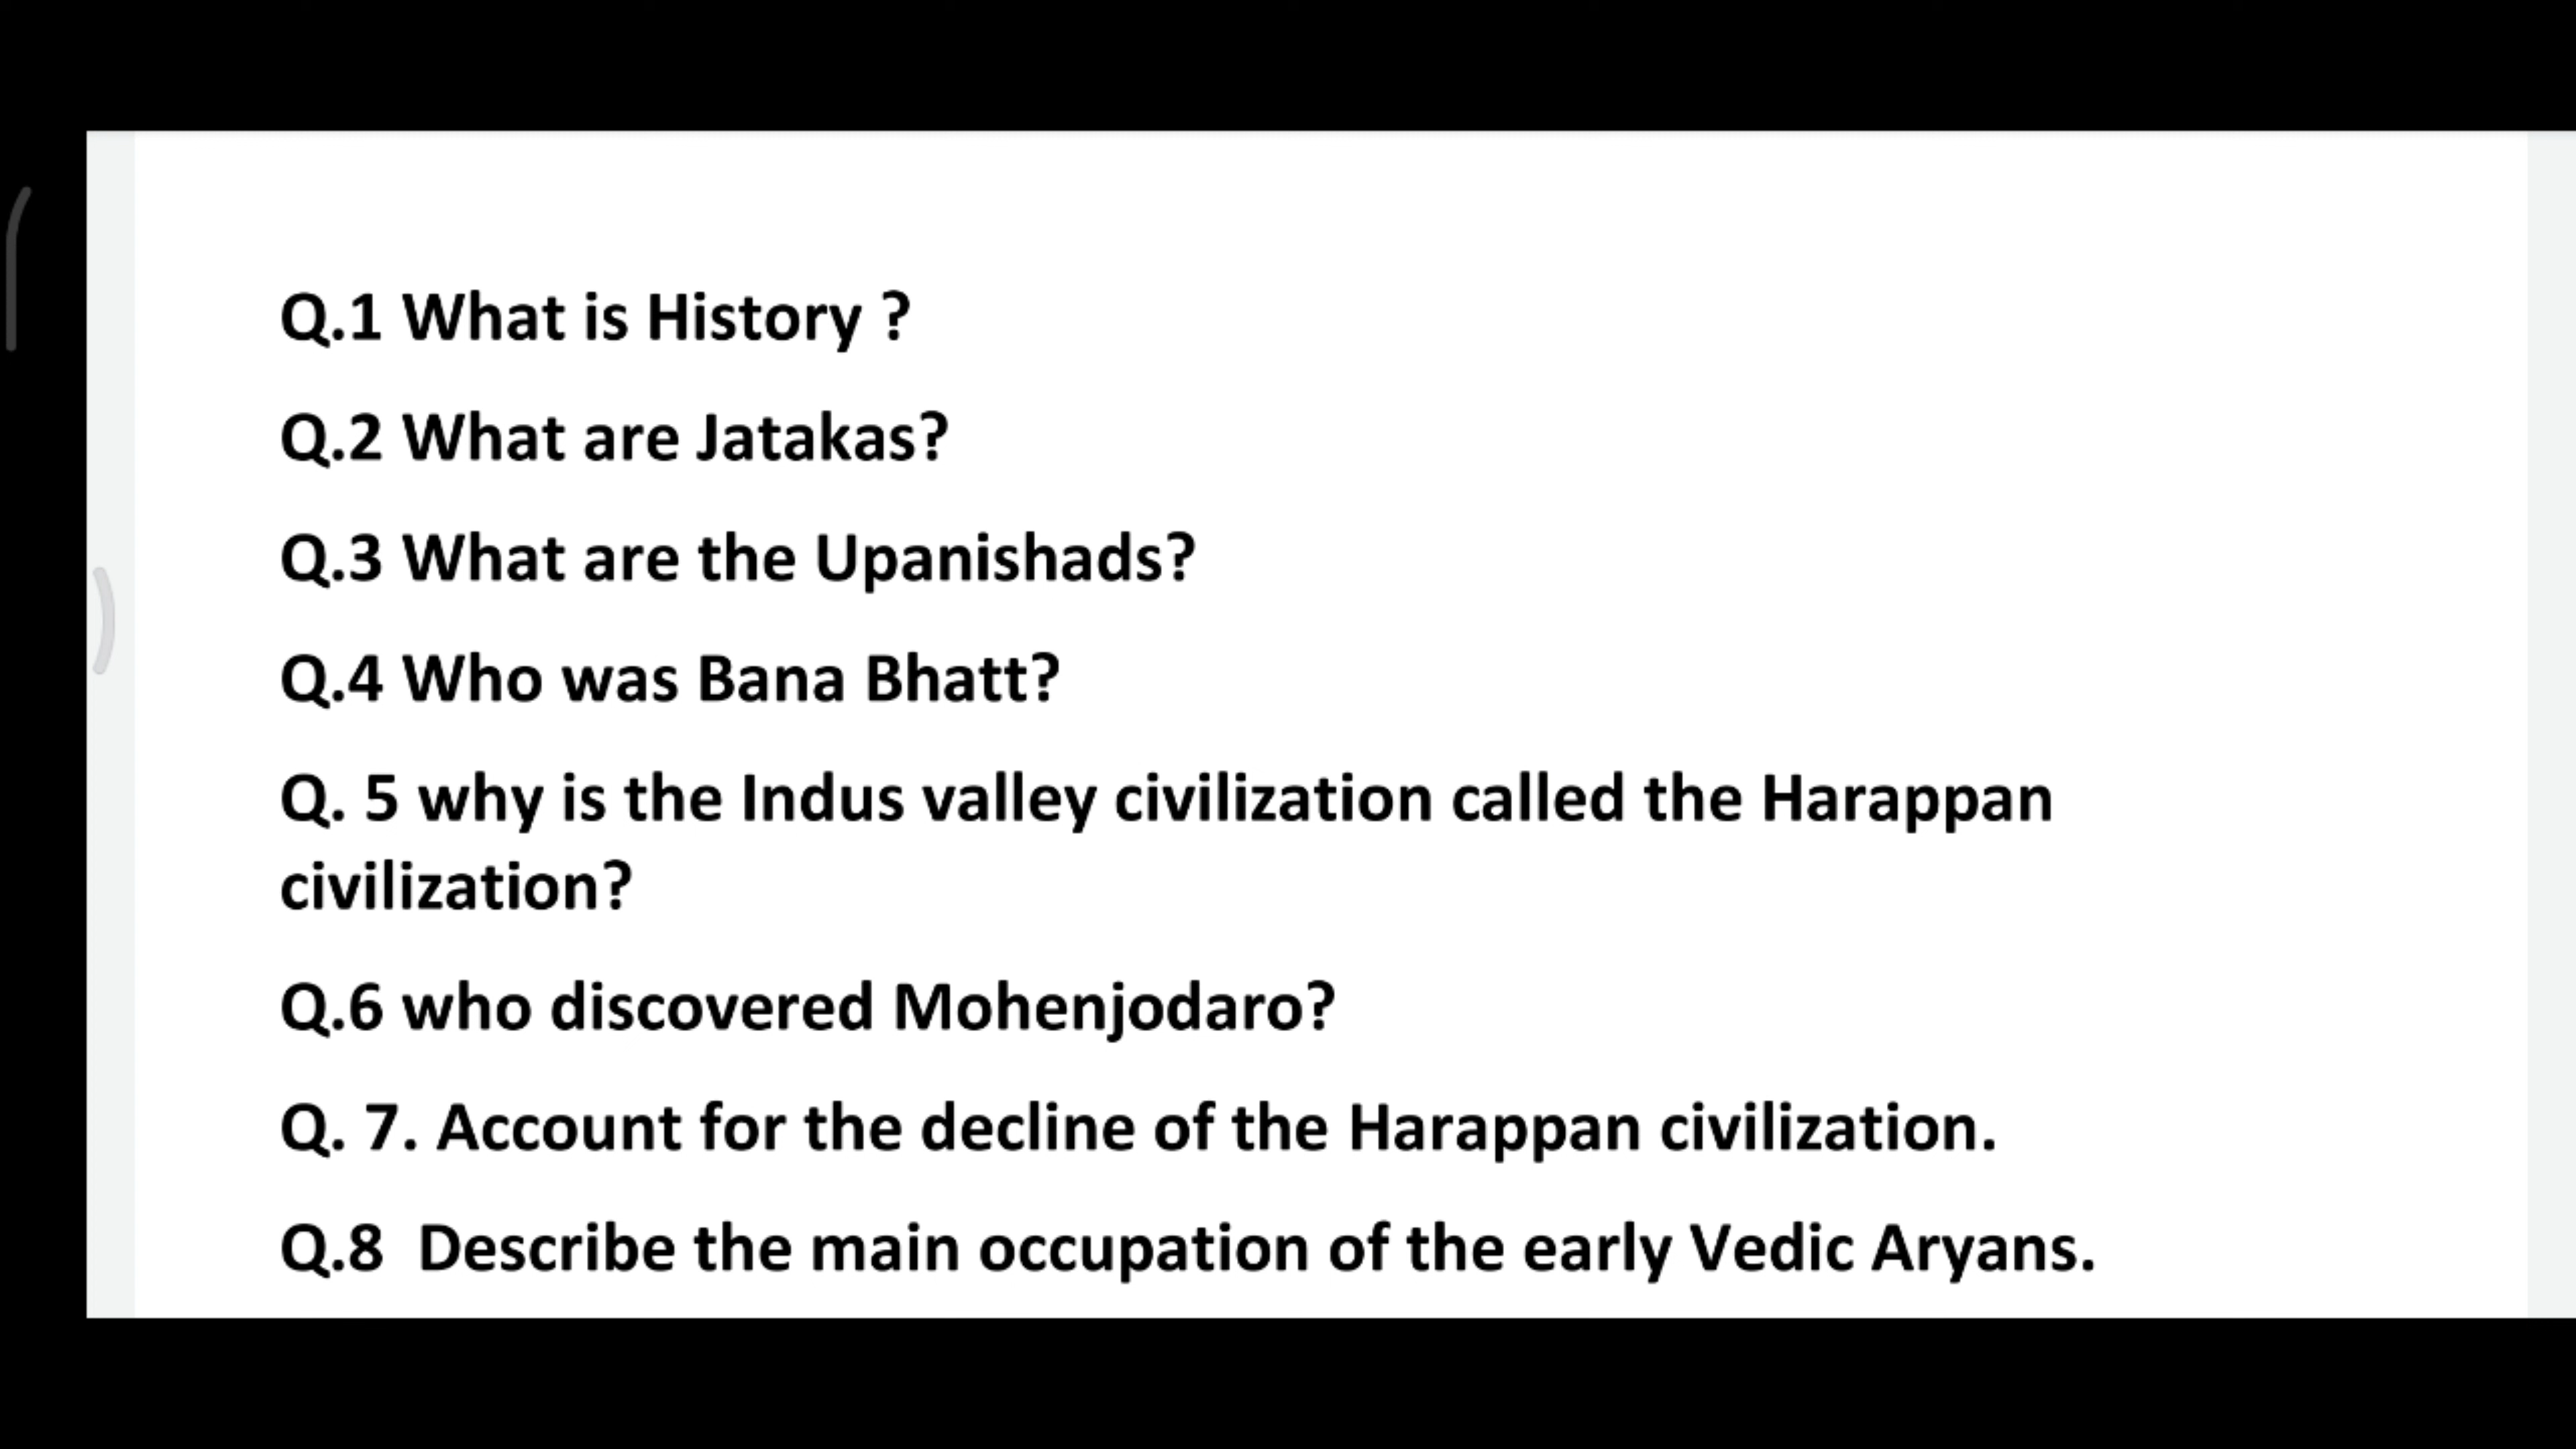 Q.1 What is History ?
Q.2 What are Jatakas?
Q.3 What are the Upanishads?
Q.4 Who was Bana Bhatt?
Q. 5 why is the Indus valley civilization called the Harappan
civilization?
Q.6 who discovered Mohenjodaro?
Q. 7. Account for the decline of the Harappan civilization.
Q.8  Describe the main occupation of the early Vedic Aryans.